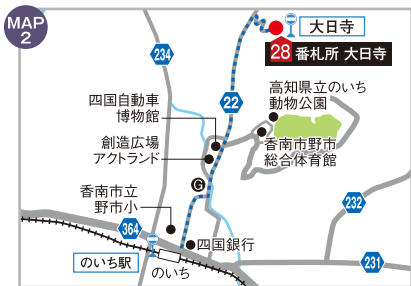 MAP
2
大日寺
28 番札所 大日寺
234
高知県立のいち
動物公園
四国自動車
博物館
22
創造広場
アクトランド
香南市野市
総合体育館
G
香南市立
野市小
232
364
四国銀行
のいち駅
のいち
231